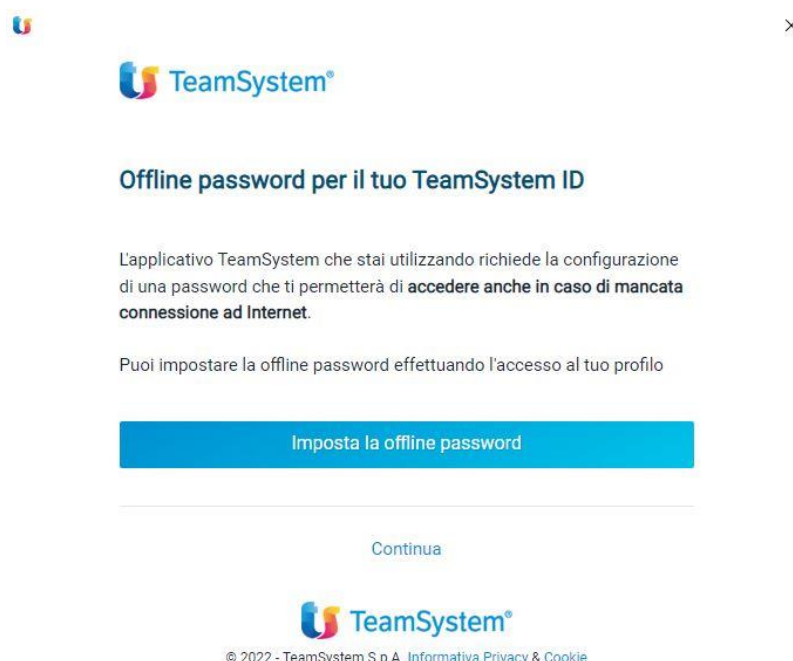 TeamSystem®
Offline password per il tuo TeamSystem ID
L'applicativo TeamSystem che stai utilizzando richiede la configurazione
di una password che ti permetterà di accedere anche in caso di mancata
connessione ad Internet.
Puoi impostare la offline password effettuando l'accesso al tuo profilo
Imposta la offline password
Continua
TeamSystem®
© 2022 - TeamSystem S.p.A. Informativa Privacy & Cookie